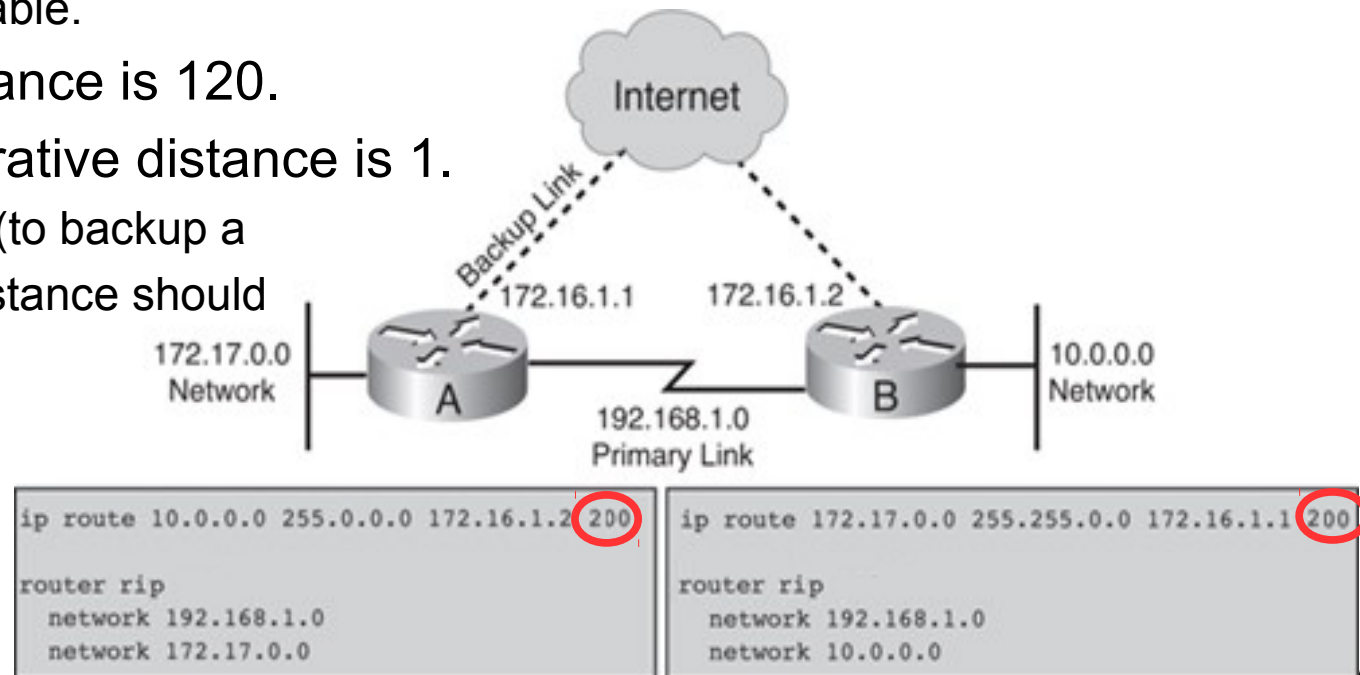 able.
ance is 120.
rative distance is 1.
(to backup a
stance should
Internet
Backup Link
172.16.1.1
172.16.1.2
172.17.0.0
Network
A
B
10.0.0.0
Network
192.168.1.0
Primary Link
ip route 10.0.0.0 255.0.0.0 172.16.1.2 200
router rip
network 192.168.1.0
network 172.17.0.0
ip route 172.17.0.0 255.255.0.0 172.16.1.1 200
router rip
network 192.168.1.0
network 10.0.0.0